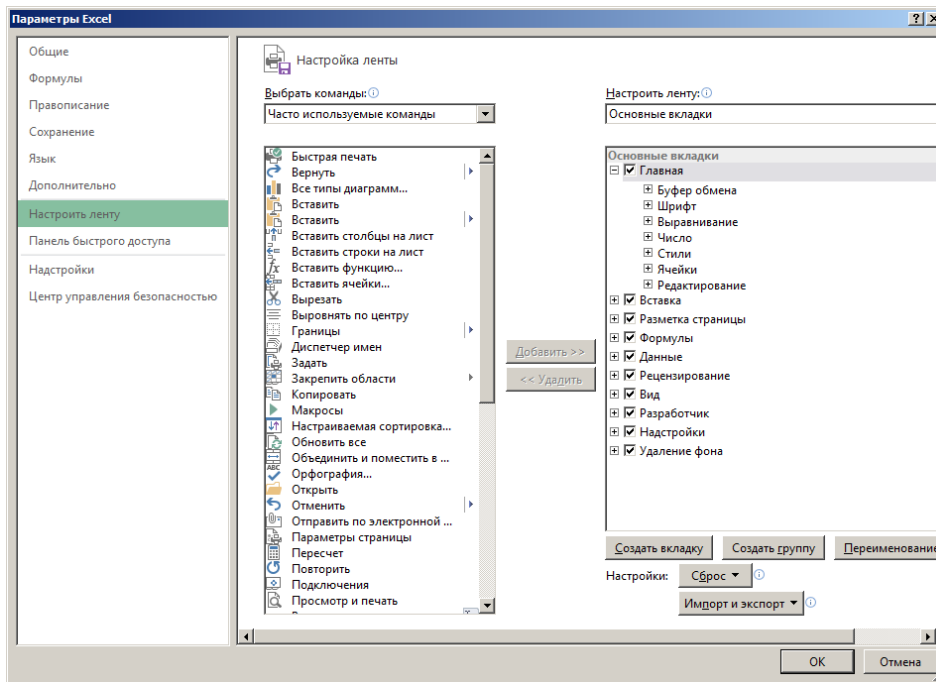 Параметры Excel
Общие
Формулы
Правописание
Сохранение
Язык
Дополнительно
Настроить ленту
Панель быстрого доступа
Надстройки
Центр управления безопасностью
Настройка ленты
Выбрать команды:
Часто используемые команды
Быстрая печать
Вернуть
Все типы диаграмм...
Вставить
Вставить
Вставить столбцы на лист
Вставить строки на лист
Вставить функцию...
Вставить ячейки...
Вырезать
Выровнять по центру
Границы
Диспетчер имен
Задать
Закрепить области
Копировать
Макросы
Настраиваемая сортировка...
Обновить все
Объединить и поместить в ...
Орфография...
Открыть
Отменить
Отправить по электронной ...
Параметры страницы
Пересчет
Повторить
Подключения
Просмотр и печать
Добавить >>
<< Удалить
Настроить ленту:
Основные вкладки
Основные вкладки
Главная
Буфер обмена
Шрифт
Выравнивание
Число
Стили
Ячейки
Редактирование
Вставка
Разметка страницы
Формулы
Данные
Рецензирование
Вид
Разработчик
Надстройки
Удаление фона
Создать вкладку Создать группу Переименование
Настройки: Сброс
Импорт и экспорт
ОК Отмена